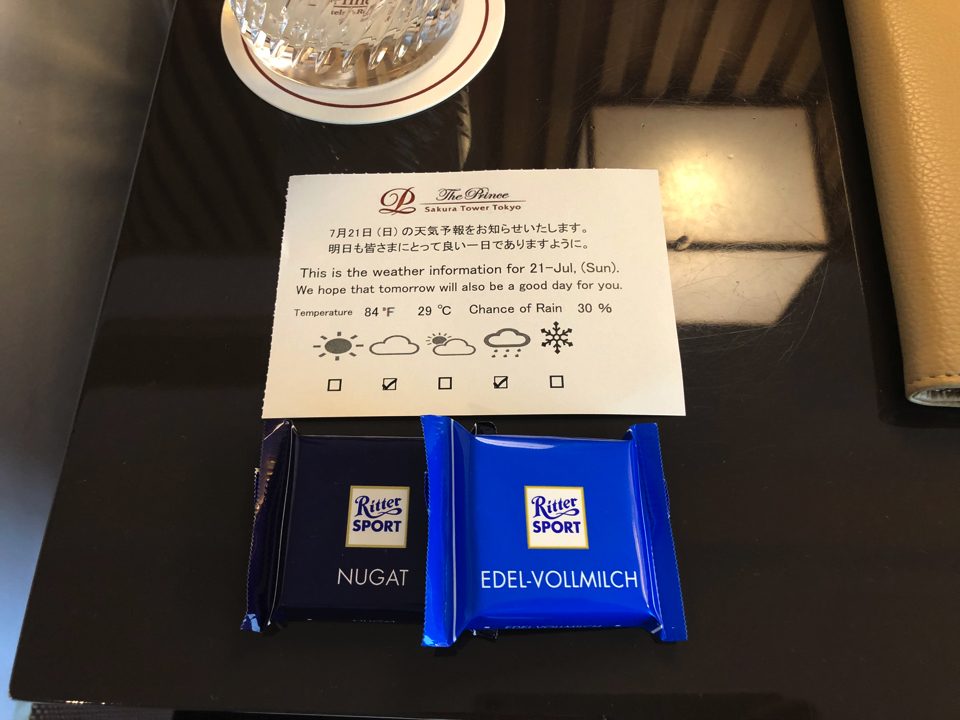 The Prince
Sakura Tower Tokyo
7月21日(日)の天気予報をお知らせいたします。
明日も皆さまにとって良い一日でありますように。
This is the weather information for 21-Jul, (Sun).
We hope that tomorrow will also be a good day for you.
Temperature 84 °F 29 ℃ Chance of Rain 30 %
Ritter
SPORT
NUGAT
Ritter
SPORT
EDEL-VOLLMILCH